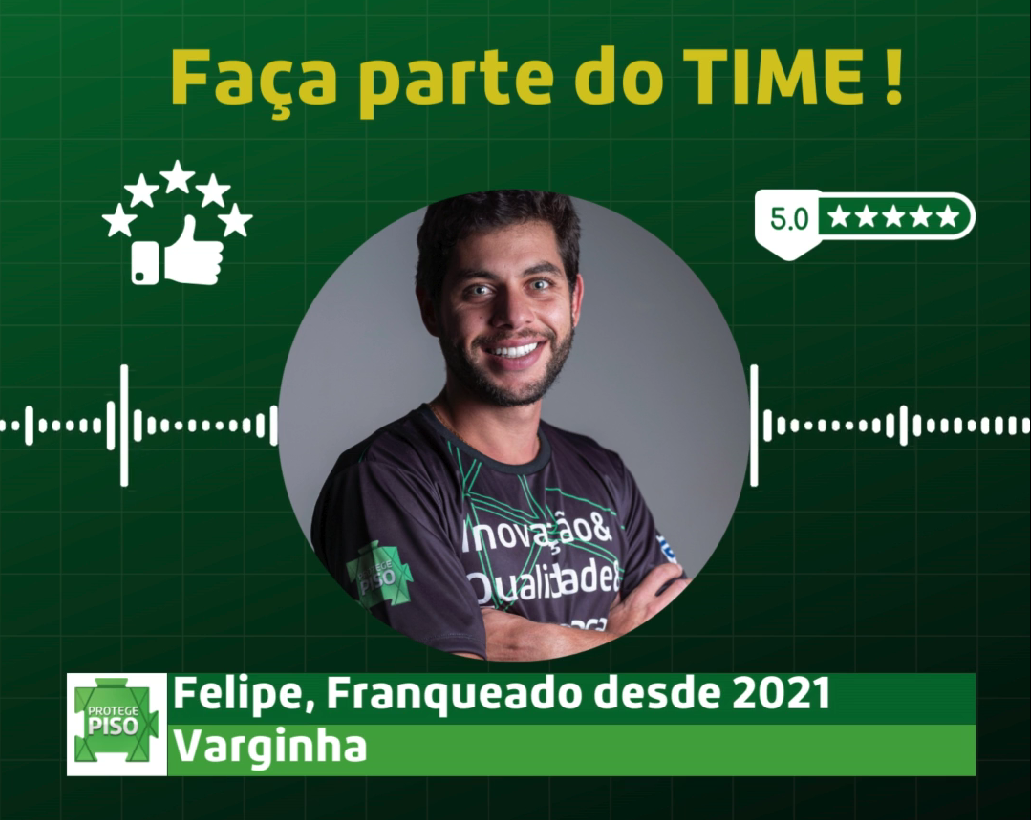 Faça parte do TIME !
5.0
Inovação&
Qualidade&
PROTEGE
PISO
PROTEGE
PISO
Felipe, Franqueado desde 2021
Varginha